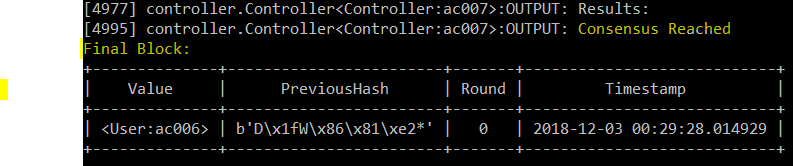 [4977] controller.Controller<Controller:ac007>:OUTPUT: Results:
[4995] controller.Controller<Controller:ac007>:OUTPUT: Consensus Reached
Final Block:
+--------------+----------------------+-------+----------------------------+
|    Value     |     PreviousHash     | Round |         Timestamp          |
+--------------+----------------------+-------+----------------------------+
| <User:ac006> | b'D\x1fW\x86\x81\xe2*' |   0   | 2018-12-03 00:29:28.014929 |
+--------------+----------------------+-------+----------------------------+